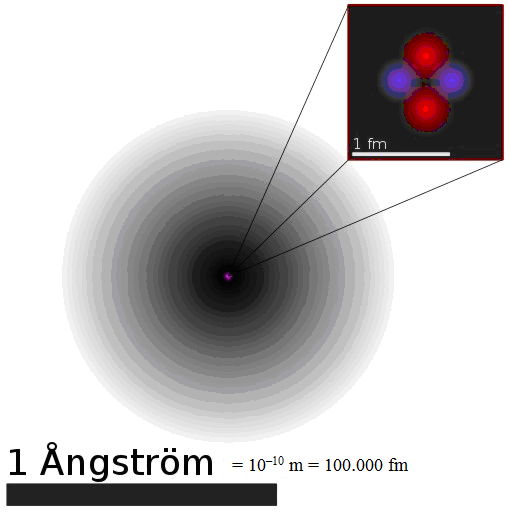 1 fm
1 Ångström = 10⁻¹⁰ m = 100.000 fm